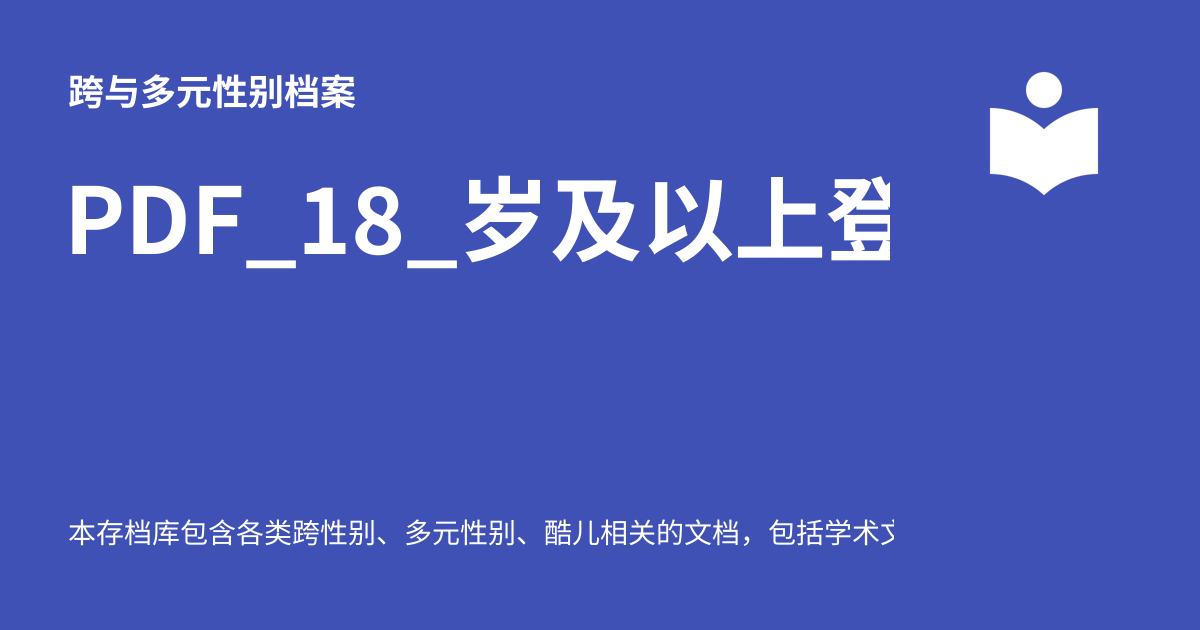 跨与多元性别档案
PDF_18_岁及以上登
本存档库包含各类跨性别、多元性别、酷儿相关的文档，包括学术文